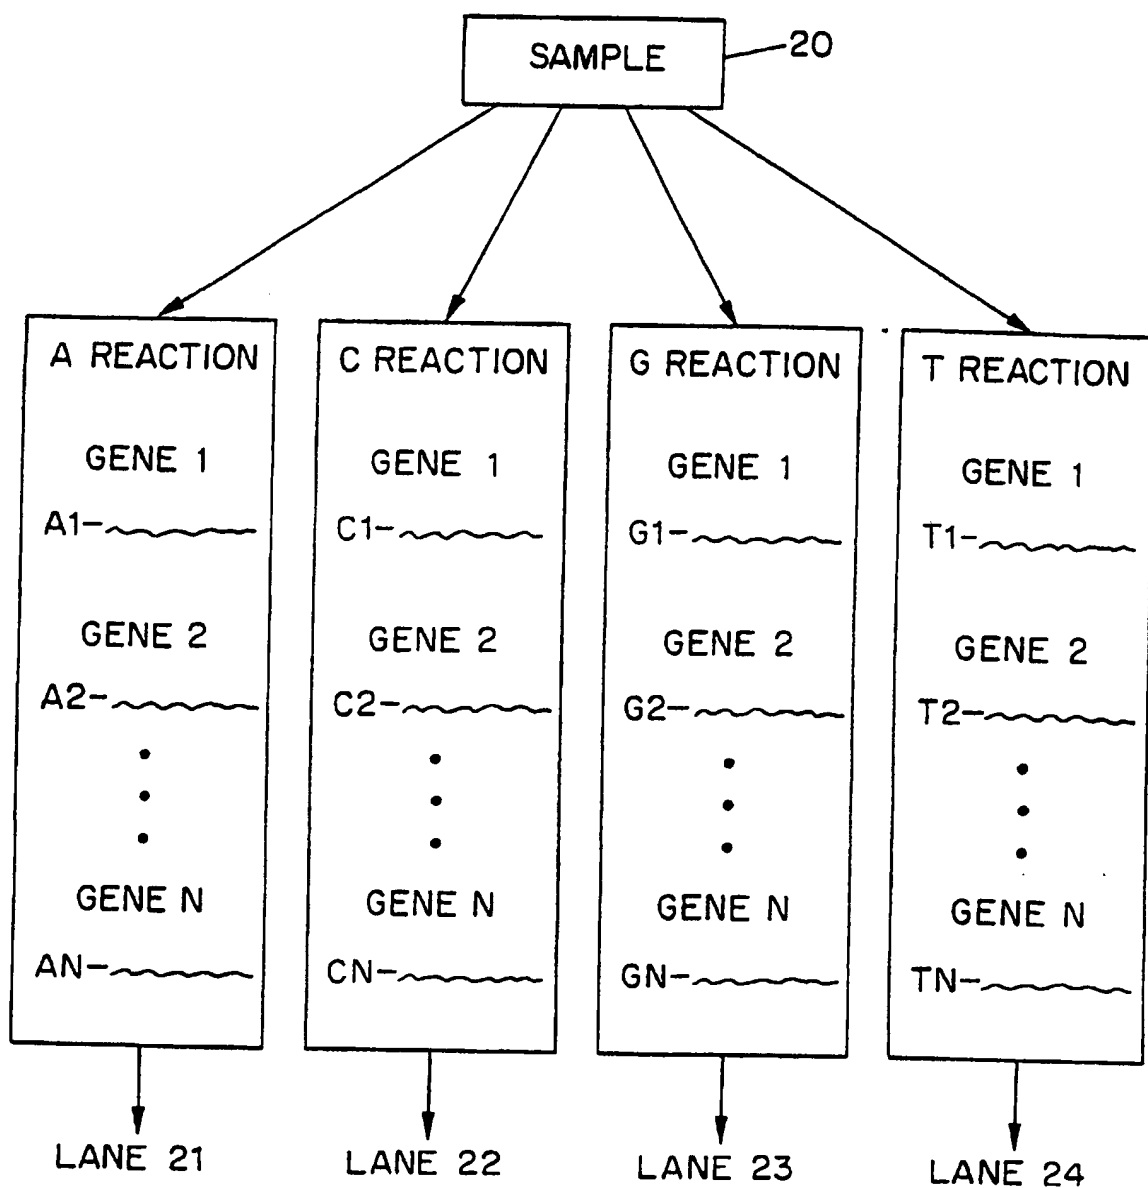 SAMPLE
20
A REACTION
GENE 1
A1
GENE 2
A2
GENE N
AN
LANE 21
C REACTION
GENE 1
C1
GENE 2
C2
GENE N
CN
LANE 22
G REACTION
GENE 1
G1
GENE 2
G2
GENE N
GN
LANE 23
T REACTION
GENE 1
T1
GENE 2
T2
GENE N
TN
LANE 24